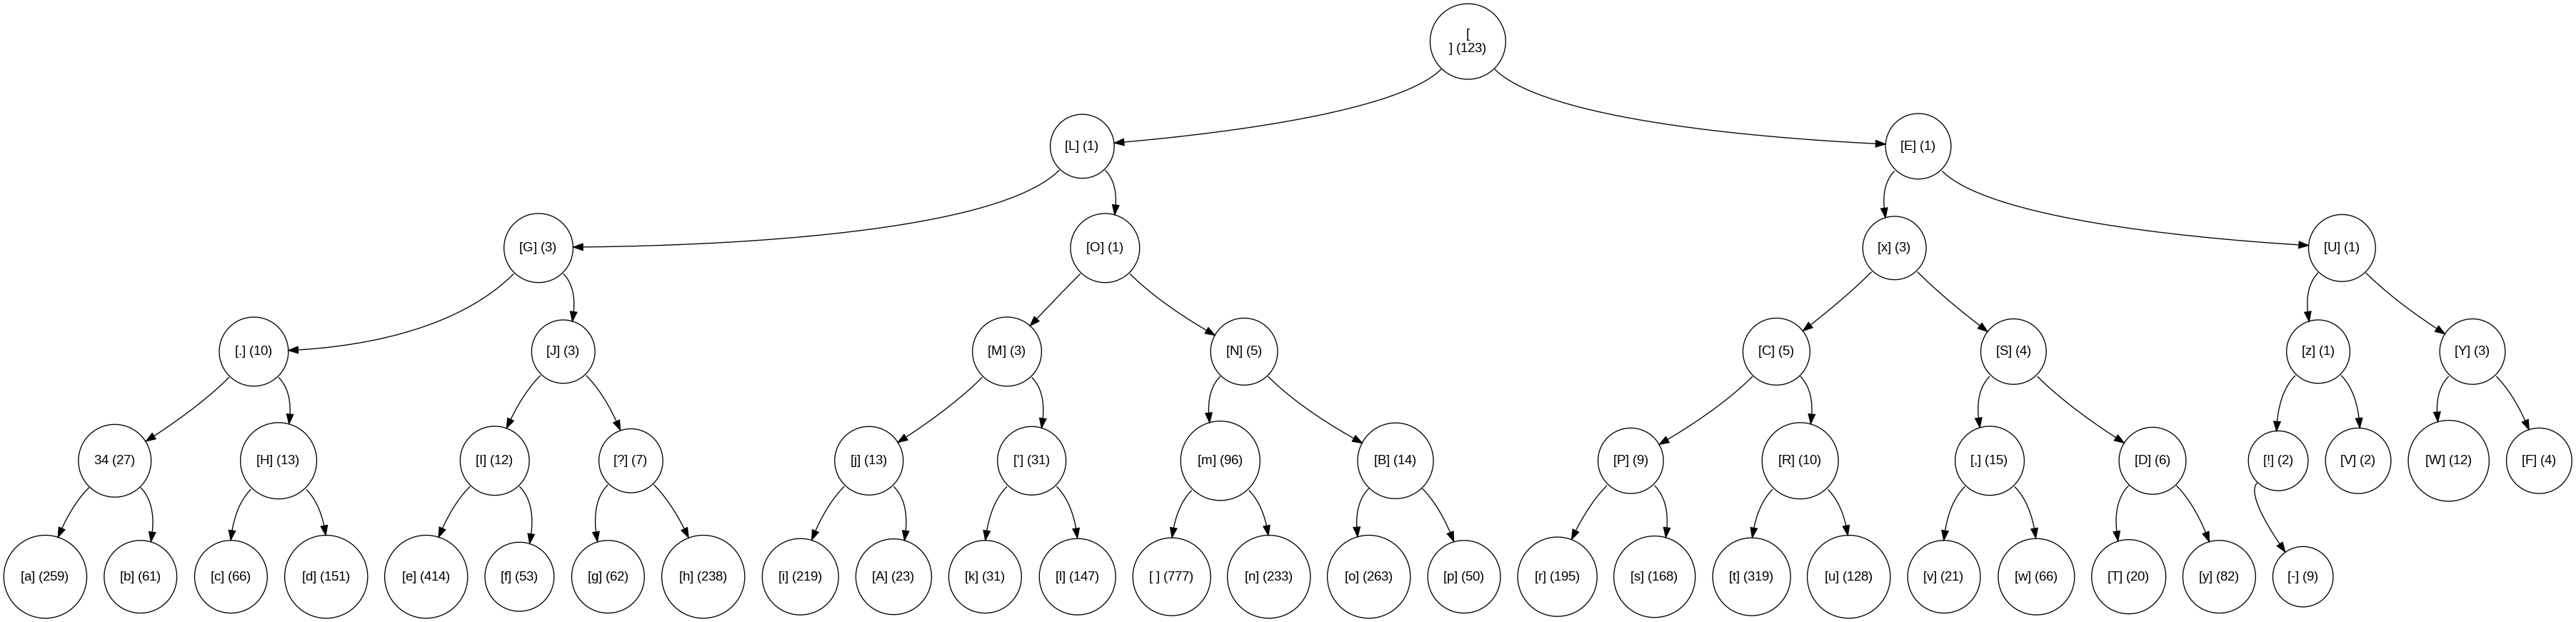 [
] (123)
[L] (1)
[E] (1)
[G] (3)
[O] (1)
[x] (3)
[U] (1)
[.] (10)
[J] (3)
[M] (3)
[N] (5)
[C] (5)
[S] (4)
[z] (1)
[Y] (3)
34 (27)
[H] (13)
[I] (12)
[?] (7)
[j] (13)
['] (31)
[m] (96)
[B] (14)
[P] (9)
[R] (10)
[,] (15)
[D] (6)
[!] (2)
[V] (2)
[W] (12)
[F] (4)
[a] (259)
[b] (61)
[c] (66)
[d] (151)
[e] (414)
[f] (53)
[g] (62)
[h] (238)
[i] (219)
[A] (23)
[k] (31)
[l] (147)
[ ] (777)
[n] (233)
[o] (263)
[p] (50)
[r] (195)
[s] (168)
[t] (319)
[u] (128)
[v] (21)
[w] (66)
[T] (20)
[y] (82)
[-] (9)